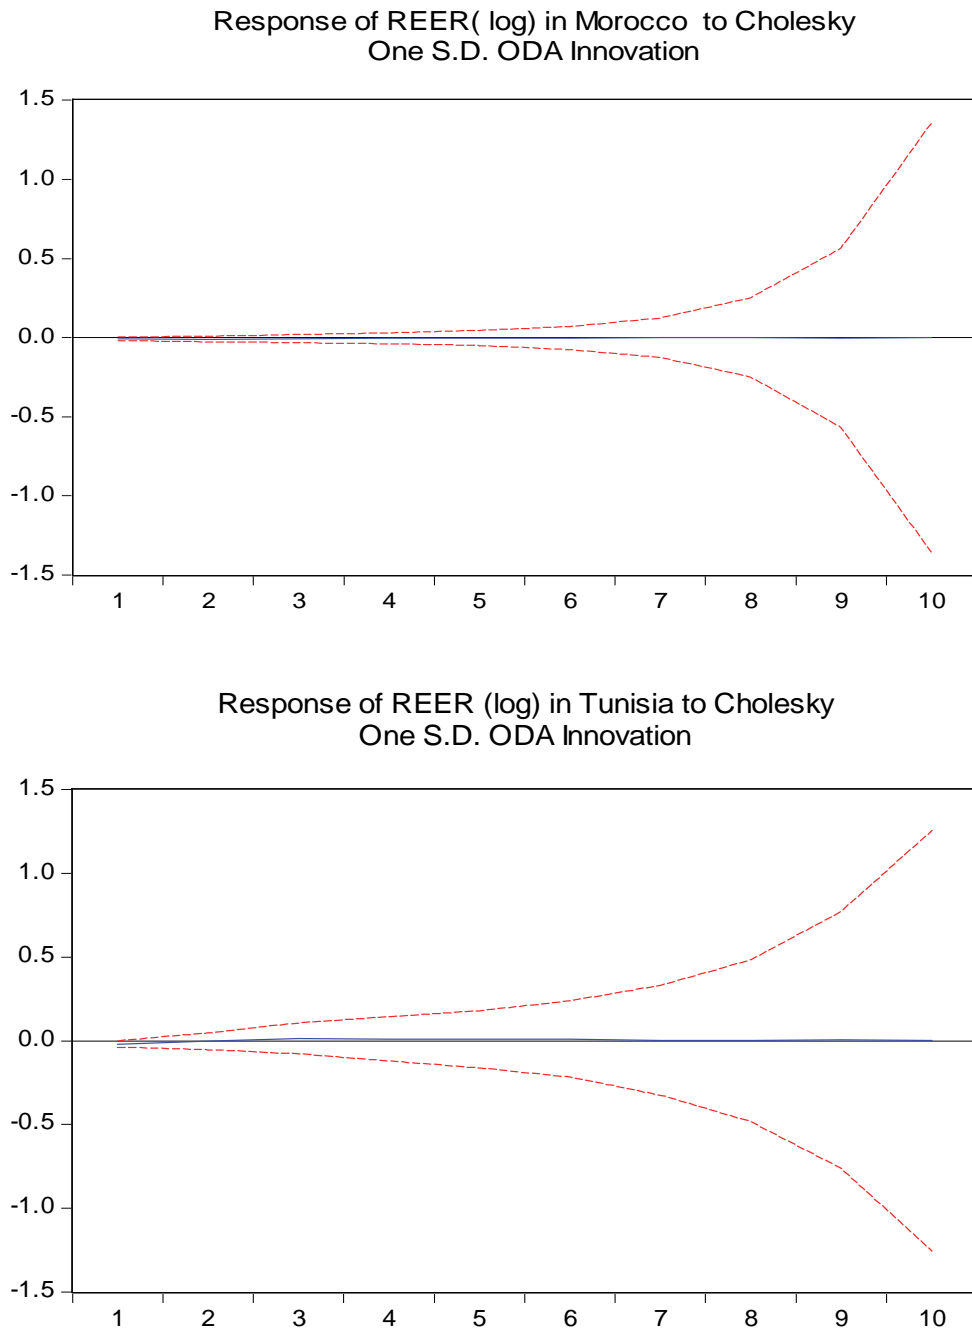 Response of REER( log) in Morocco to Cholesky
One S.D. ODA Innovation
1.5
1.0
0.5
0.0
-0.5
-1.0
-1.5
1 2 3 4 5 6 7 8 9 10
Response of REER (log) in Tunisia to Cholesky
One S.D. ODA Innovation
1.5
1.0
0.5
0.0
-0.5
-1.0
-1.5
1 2 3 4 5 6 7 8 9 10